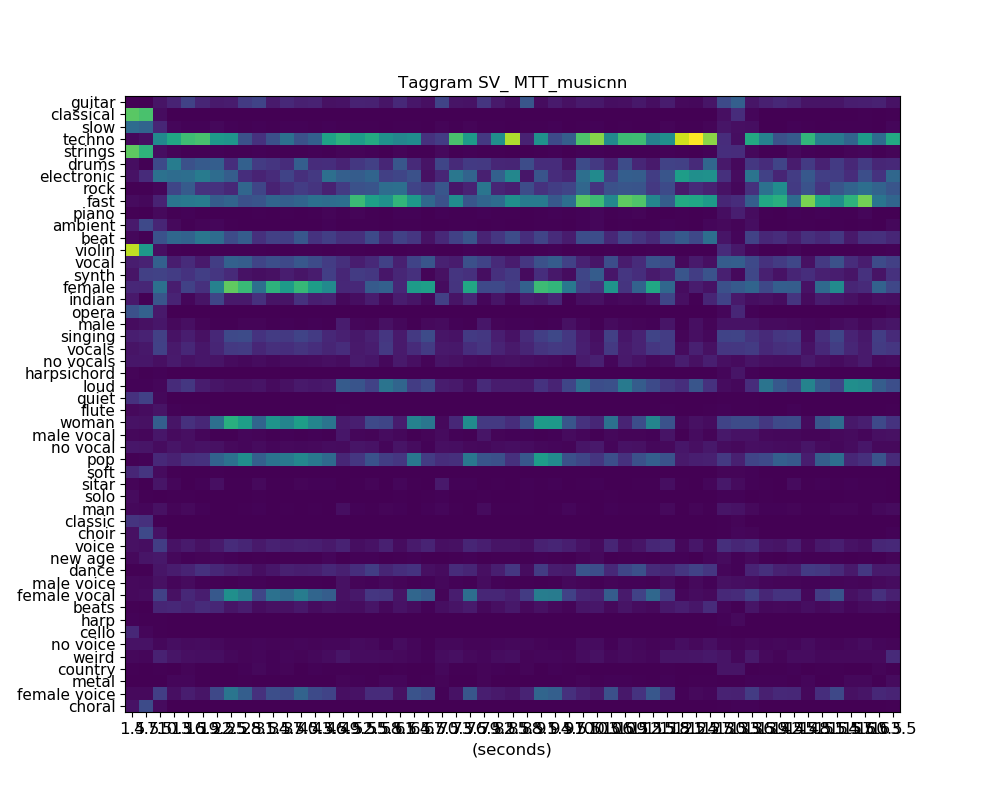 Taggram SV_ MTT_musicnn
guitar
classical
slow
techno
strings
drums
electronic
rock
fast
piano
ambient
beat
violin
vocal
synth
female
indian
opera
male
singing
vocals
no vocals
harpsichord
loud
quiet
flute
woman
male vocal
no vocal
pop
soft
sitar
solo
man
classic
choir
voice
new age
dance
male voice
female vocal
beats
harp
cello
no voice
weird
country
metal
female voice
choral
(seconds)